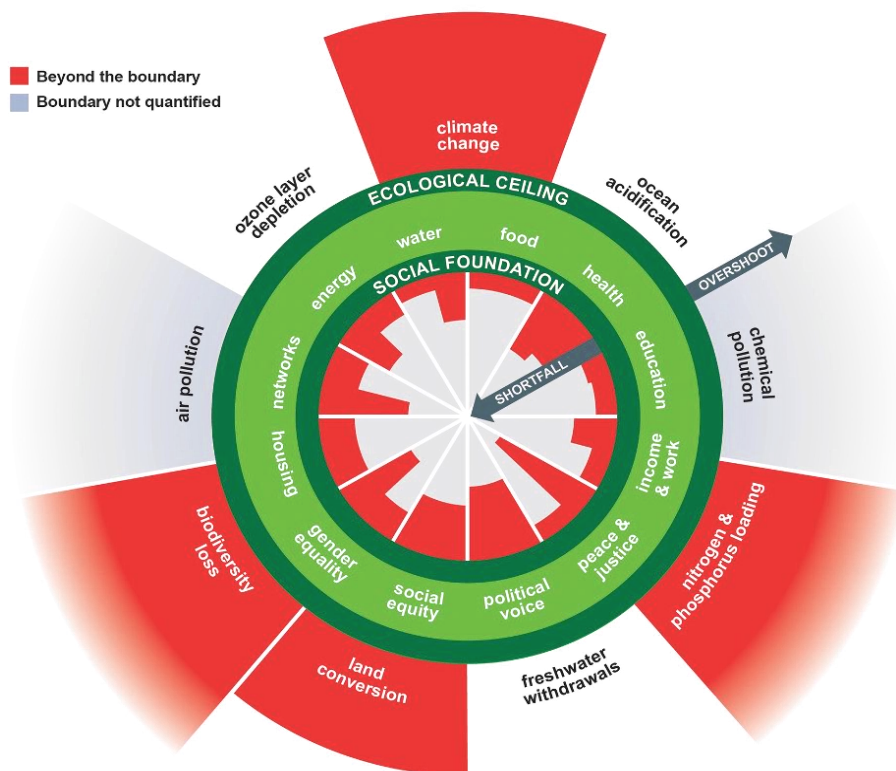 Beyond the boundary
Boundary not quantified
climate
change
ozone layer
depletion
ECOLOGICAL CEILING
ocean
acidification
water
food
SOCIAL FOUNDATION
energy
health
OVERSHOOT
networks
education
SHORTFALL
air pollution
chemical
pollution
housing
income
& work
biodiversity
loss
gender
equality
peace &
justice
nitrogen &
phosphorus loading
social
equity
political
voice
land
conversion
freshwater
withdrawals